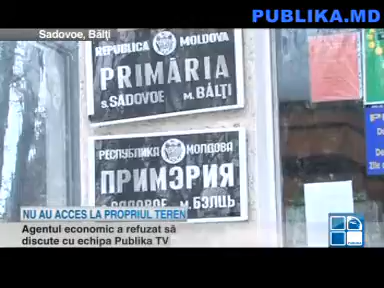 PUBLIKA.MD
Sadovoe, Bălţi
REPUBLICA MOLDOVA
PRIMĂRIA
s. SADOVOE м. BĂLŢI
РЕСПУБЛИКА МОЛДОВА
ПРИМЭРИЯ
САДОВОЕ м. БЭЛЦЬ
NU AU ACCES LA PROPRIUL TEREN
Agentul economic a refuzat să
discute cu echipa Publika TV